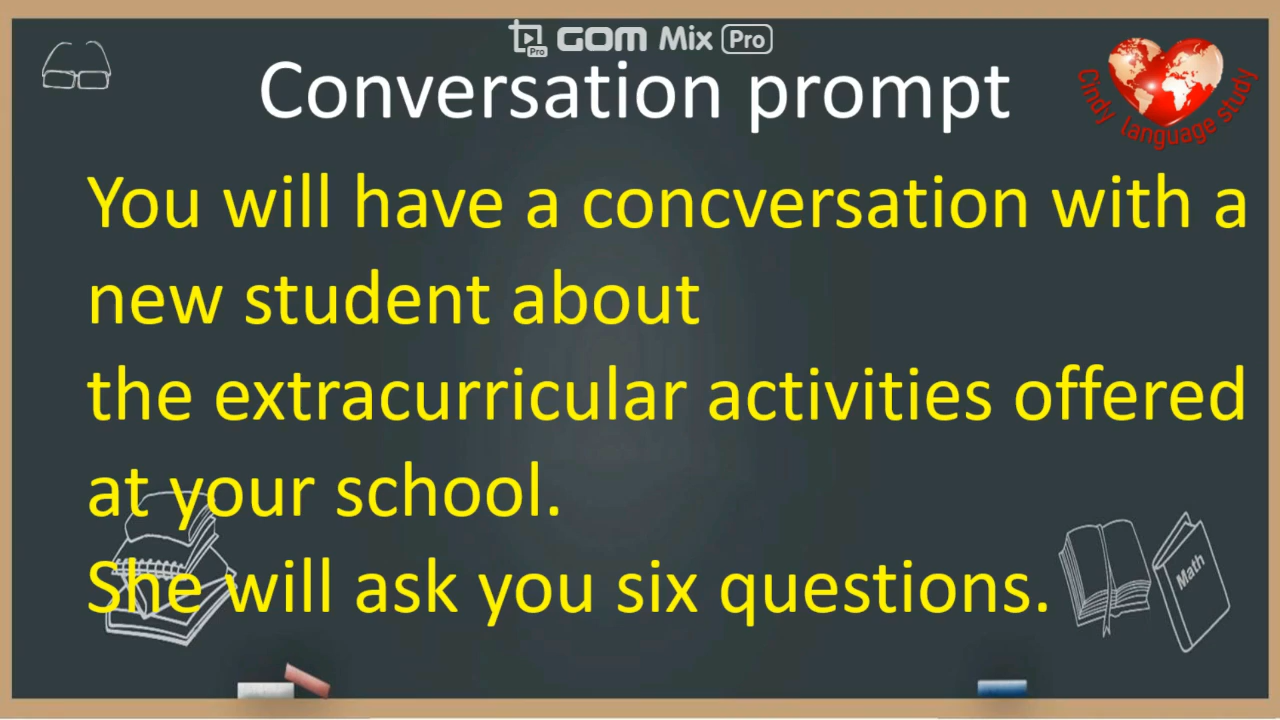 GOM Mix Pro
Pro
Conversation prompt
Cindy language study
You will have a concversation with a
new student about
the extracurricular activities offered
at your school.
She will ask you six questions.
Math